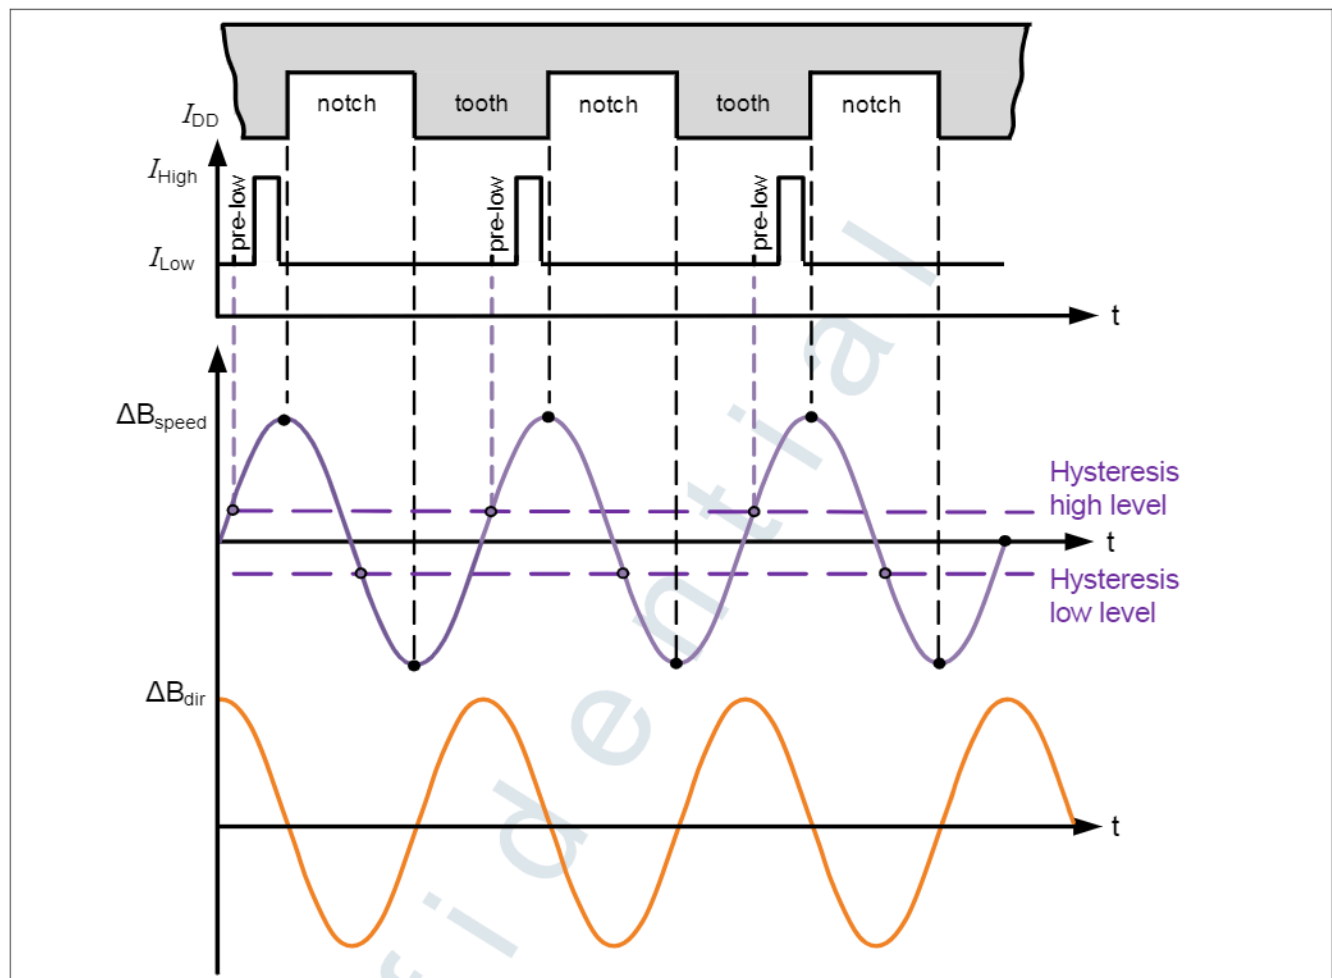 notch tooth notch tooth notch
I_DD
I_High
pre-low pre-low pre-low
I_Low
t
ΔB_speed
Hysteresis
high level
t
Hysteresis
low level
ΔB_dir
t
fidential